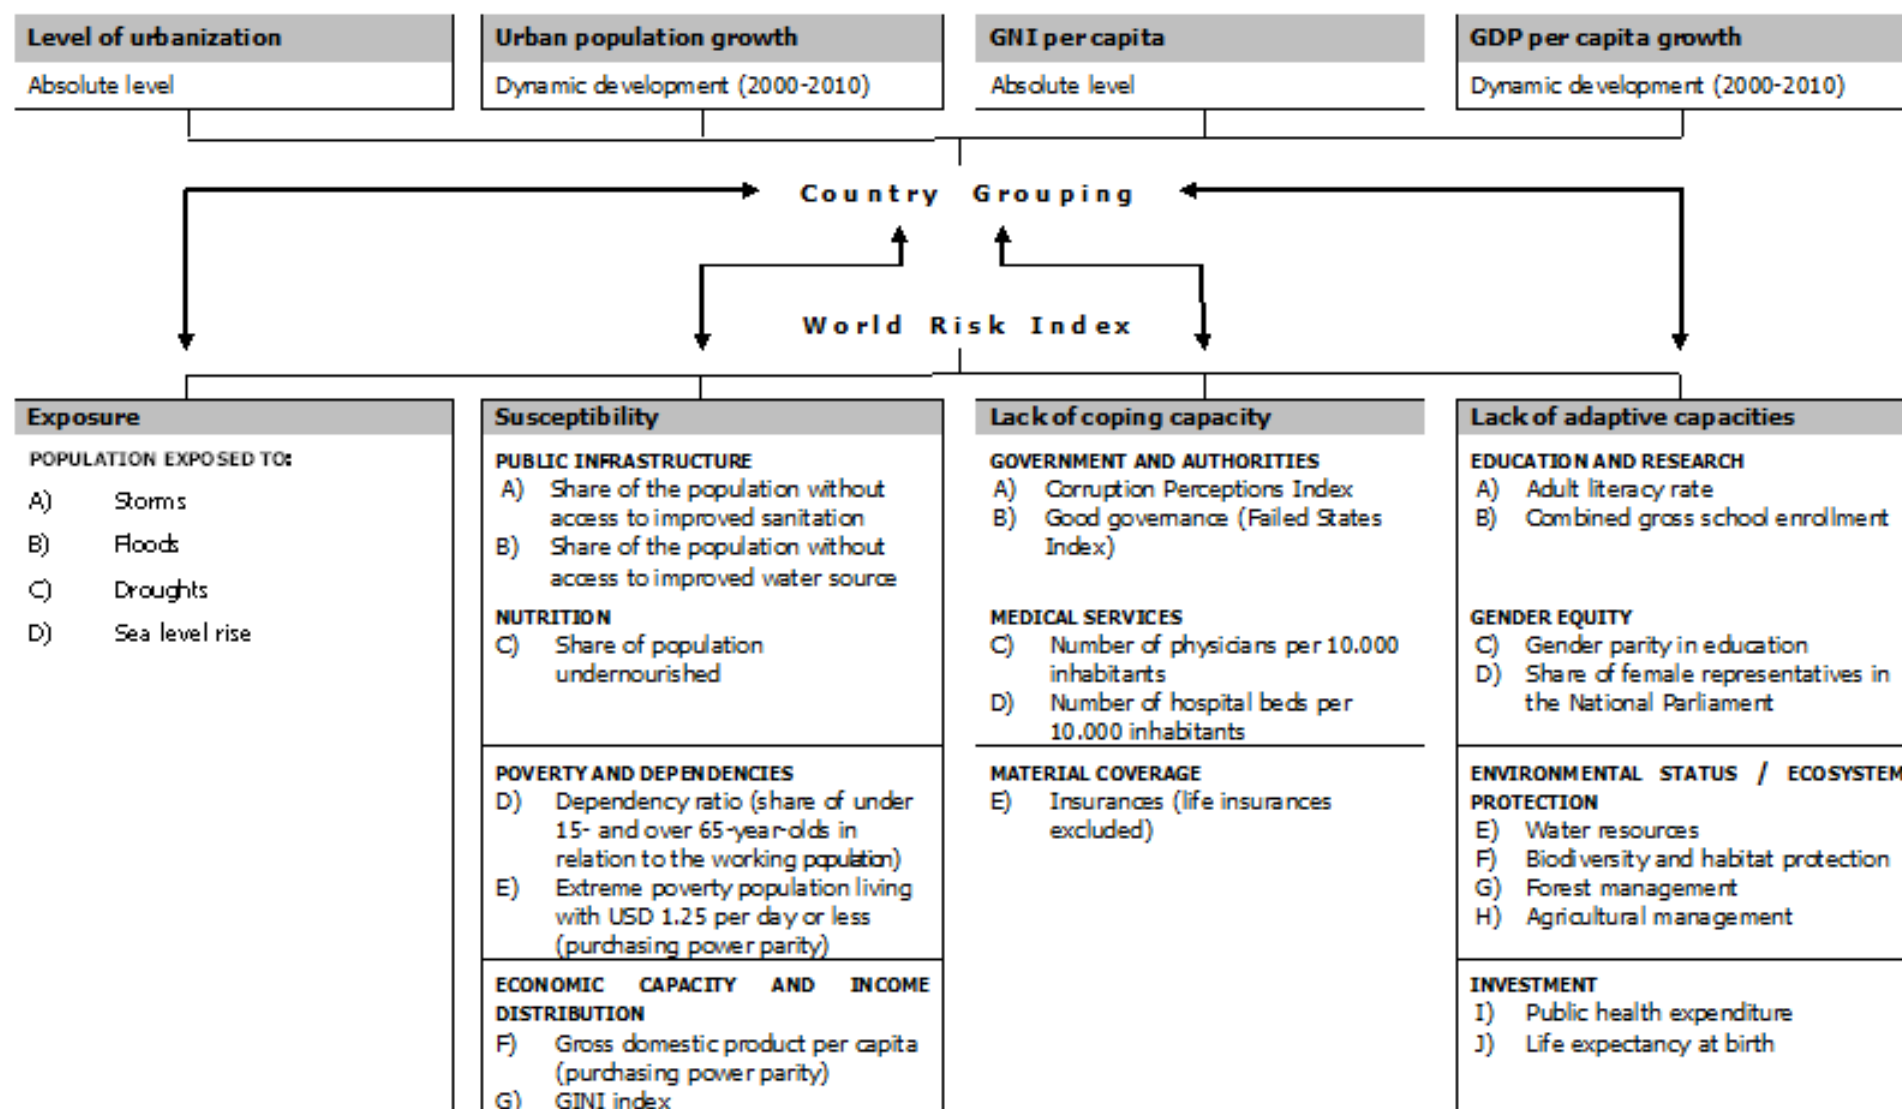 Level of urbanization
Absolute level
Urban population growth
Dynamic development (2000-2010)
GNI per capita
Absolute level
GDP per capita growth
Dynamic development (2000-2010)
Country Grouping
World Risk Index
Exposure
POPULATION EXPOSED TO:
A) Storms
B) Floods
C) Droughts
D) Sea level rise
Susceptibility
PUBLIC INFRASTRUCTURE
A) Share of the population without
access to improved sanitation
B) Share of the population without
access to improved water source
NUTRITION
C) Share of population
undernourished
POVERTY AND DEPENDENCIES
D) Dependency ratio (share of under
15- and over 65-year-olds in
relation to the working population)
E) Extreme poverty population living
with USD 1.25 per day or less
(purchasing power parity)
ECONOMIC CAPACITY AND INCOME
DISTRIBUTION
F) Gross domestic product per capita
(purchasing power parity)
G) GINI index
Lack of coping capacity
GOVERNMENT AND AUTHORITIES
A) Corruption Perceptions Index
B) Good governance (Failed States
Index)
MEDICAL SERVICES
C) Number of physicians per 10.000
inhabitants
D) Number of hospital beds per
10.000 inhabitants
MATERIAL COVERAGE
E) Insurances (life insurances
excluded)
Lack of adaptive capacities
EDUCATION AND RESEARCH
A) Adult literacy rate
B) Combined gross school enrollment
GENDER EQUITY
C) Gender parity in education
D) Share of female representatives in
the National Parliament
ENVIRONMENTAL STATUS / ECOSYSTEM
PROTECTION
E) Water resources
F) Biodiversity and habitat protection
G) Forest management
H) Agricultural management
INVESTMENT
I) Public health expenditure
J) Life expectancy at birth